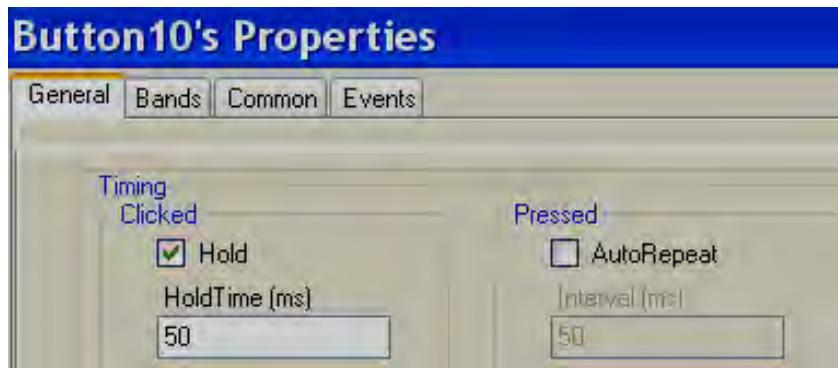 Button10's Properties
General Bands Common Events
Timing
Clicked Pressed
Hold AutoRepeat
HoldTime (ms) Interval (ms)
50 50